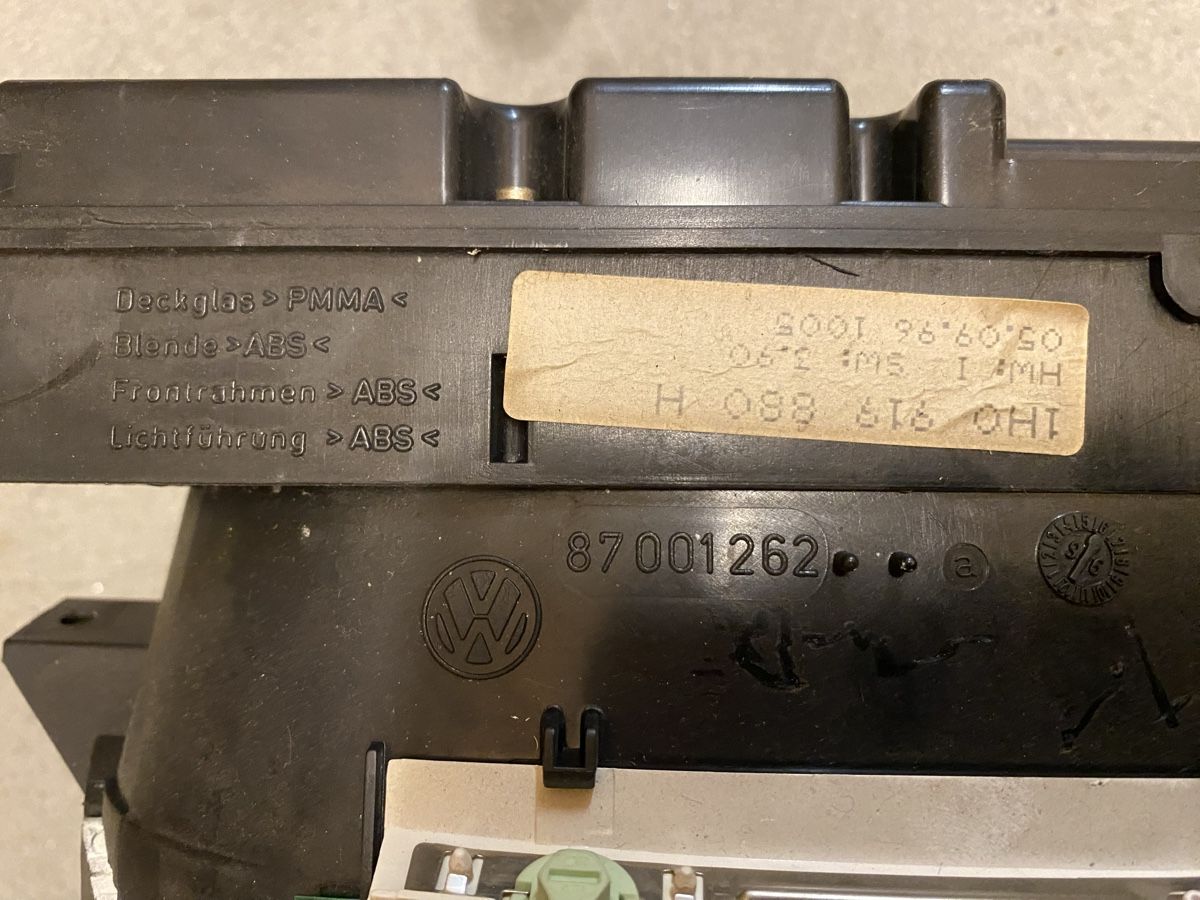 Deckglas >PMMA<
Blende >ABS<
Frontrahmen >ABS<
Lichtführung >ABS<
1H0 919 880 H
HW: 1 SW: 3.90
05.09.96 1005
87001262 a
VW